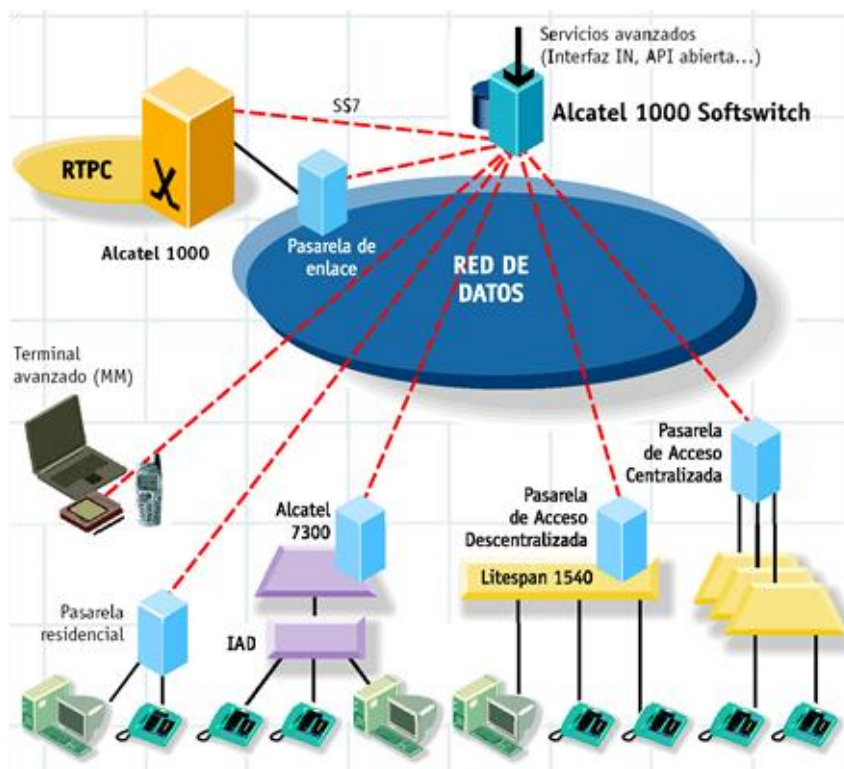 Servicios avanzados
(Interfaz IN, API abierta...)
Alcatel 1000 Softswitch
SS7
RTPC
Alcatel 1000
Pasarela de
enlace
RED DE
DATOS
Terminal
avanzado (MM)
Pasarela
de Acceso
Centralizada
Alcatel
7300
Pasarela
de Acceso
Descentralizada
Litespan 1540
Pasarela
residencial
IAD